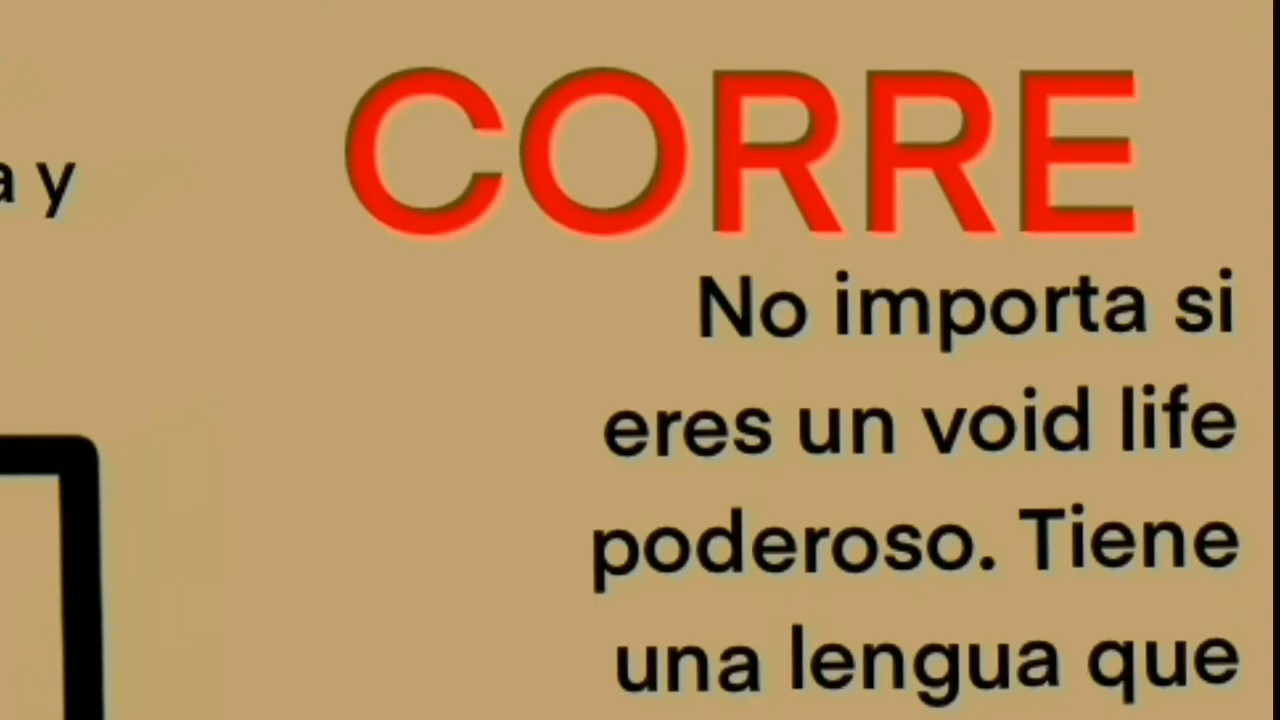 a y
CORRE
No importa si
eres un void life
poderoso. Tiene
una lengua que